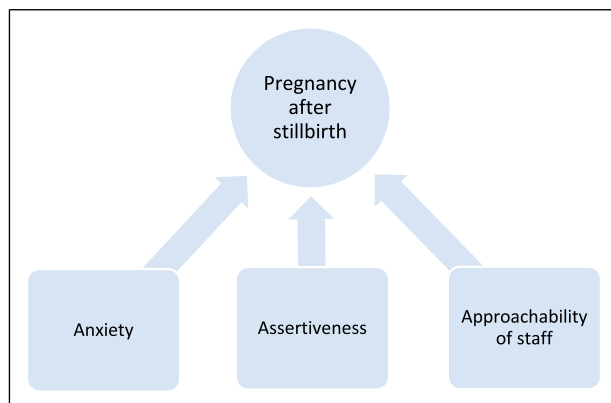 Pregnancy
after
stillbirth
Anxiety
Assertiveness
Approachability
of staff